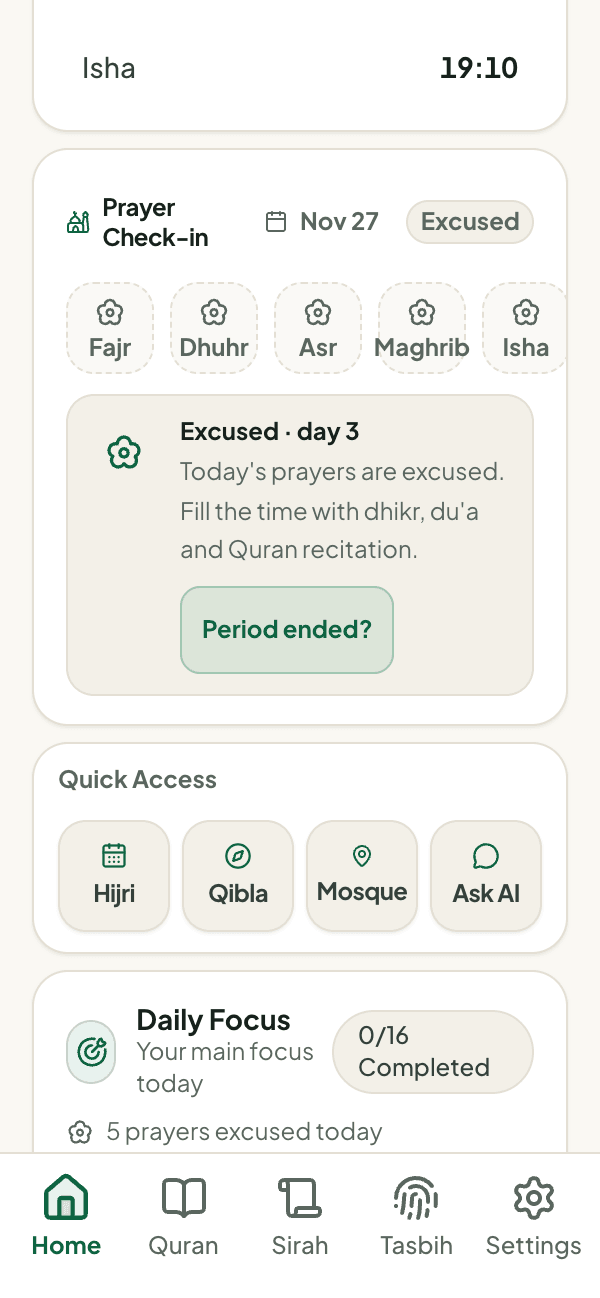 Isha 19:10
Prayer Check-in
Nov 27
Excused
Fajr Dhuhr Asr Maghrib Isha
Excused · day 3
Today's prayers are excused.
Fill the time with dhikr, du'a
and Quran recitation.
Period ended?
Quick Access
Hijri Qibla Mosque Ask AI
Daily Focus
Your main focus
today
0/16
Completed
5 prayers excused today
Home Quran Sirah Tasbih Settings